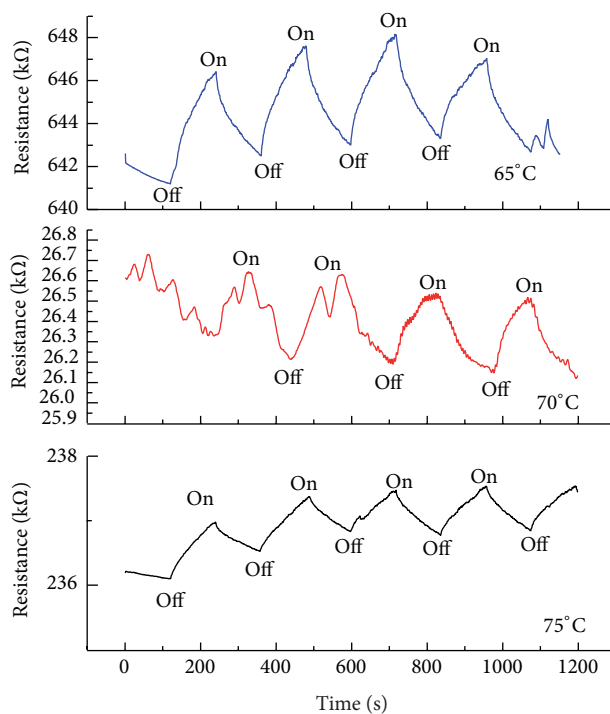 648
646
644
642
640
Resistance (kΩ)
On
On
On
On
Off
Off
Off
Off
65°C
26.8
26.7
26.6
26.5
26.4
26.3
26.2
26.1
26.0
25.9
Resistance (kΩ)
On
On
On
On
Off
Off
Off
70°C
238
236
Resistance (kΩ)
On
On
On
On
Off
Off
Off
Off
Off
75°C
0 200 400 600 800 1000 1200
Time (s)